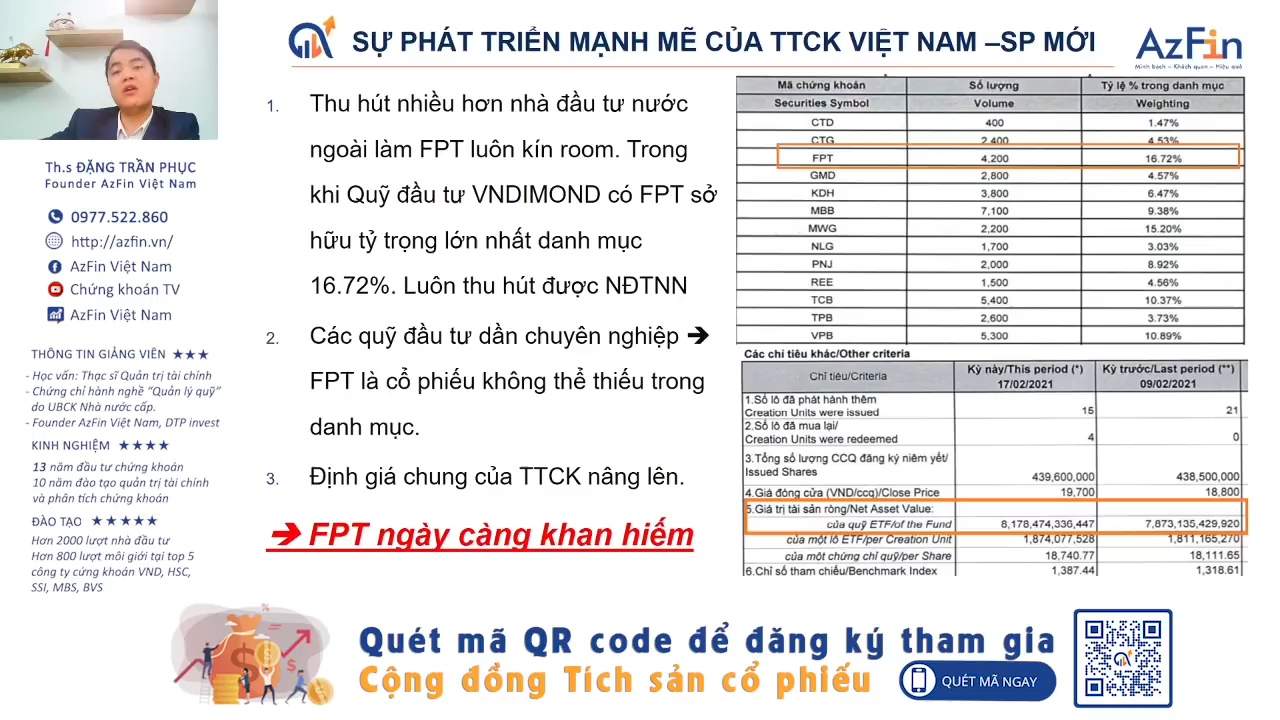 SỰ PHÁT TRIỂN MẠNH MẼ CỦA TTCK VIỆT NAM –SP MỚI
AzFin
Minh bạch - Khách quan - Hiệu quả
Th.s ĐẶNG TRẦN PHỤC
Founder AzFin Việt Nam
0977.522.860
http://azfin.vn/
AzFin Việt Nam
Chứng khoán TV
AzFin Việt Nam
THÔNG TIN GIẢNG VIÊN ★★★
- Học vấn: Thạc sĩ Quản trị tài chính
- Chứng chỉ hành nghề “Quản lý quỹ”
do UBCK Nhà nước cấp.
- Founder AzFin Việt Nam, DTP invest
KINH NGHIỆM ★★★★
13 năm đầu tư chứng khoán
10 năm đào tạo quản trị tài chính
và phân tích chứng khoán
ĐÀO TẠO ★★★★★
Hơn 2000 lượt nhà đầu tư
Hơn 800 lượt môi giới tại top 5
công ty cứng khoán VND, HSC,
SSI, MBS, BVS
1. Thu hút nhiều hơn nhà đầu tư nước
ngoài làm FPT luôn kín room. Trong
khi Quỹ đầu tư VNDIMOND có FPT sở
hữu tỷ trọng lớn nhất danh mục
16.72%. Luôn thu hút được NĐTNN
2. Các quỹ đầu tư dần chuyên nghiệp ➔
FPT là cổ phiếu không thể thiếu trong
danh mục.
3. Định giá chung của TTCK nâng lên.
➔ FPT ngày càng khan hiếm
Mã chứng khoán Số lượng Tỷ lệ % trong danh mục
Securities Symbol Volume Weighting
CTD 400 1.47%
CTG 2,400 4.53%
FPT 4,200 16.72%
GMD 2,800 4.57%
KDH 3,800 6.47%
MBB 7,100 9.38%
MWG 2,200 15.20%
NLG 1,700 3.03%
PNJ 2,000 8.92%
REE 1,500 4.56%
TCB 5,400 10.37%
TPB 2,600 3.73%
VPB 5,300 10.89%
Các chỉ tiêu khác/Other criteria
Chỉ tiêu/Criteria Kỳ này/This period (*) Kỳ trước/Last period (**)
17/02/2021 09/02/2021
1.Số lô đã phát hành thêm
Creation Units were issued 15 21
2.Số lô đã mua lại/
Creation Units were redeemed 4 0
3.Tổng số lượng CCQ đăng ký niêm yết/
Issued Shares 439,600,000 438,500,000
4.Giá đóng cửa (VND/ccq)/Close Price 19,700 18,800
5.Giá trị tài sản ròng/Net Asset Value:
của quỹ ETF/of the Fund 8,178,474,336,447 7,873,135,429,920
của một lô ETF/per Creation Unit 1,874,077,528 1,811,165,270
của một chứng chỉ quỹ/per Share 18,740.77 18,111.65
6.Chỉ số tham chiếu/Benchmark Index 1,387.44 1,318.61
Quét mã QR code để đăng ký tham gia
Cộng đồng Tích sản cổ phiếu
QUÉT MÃ NGAY